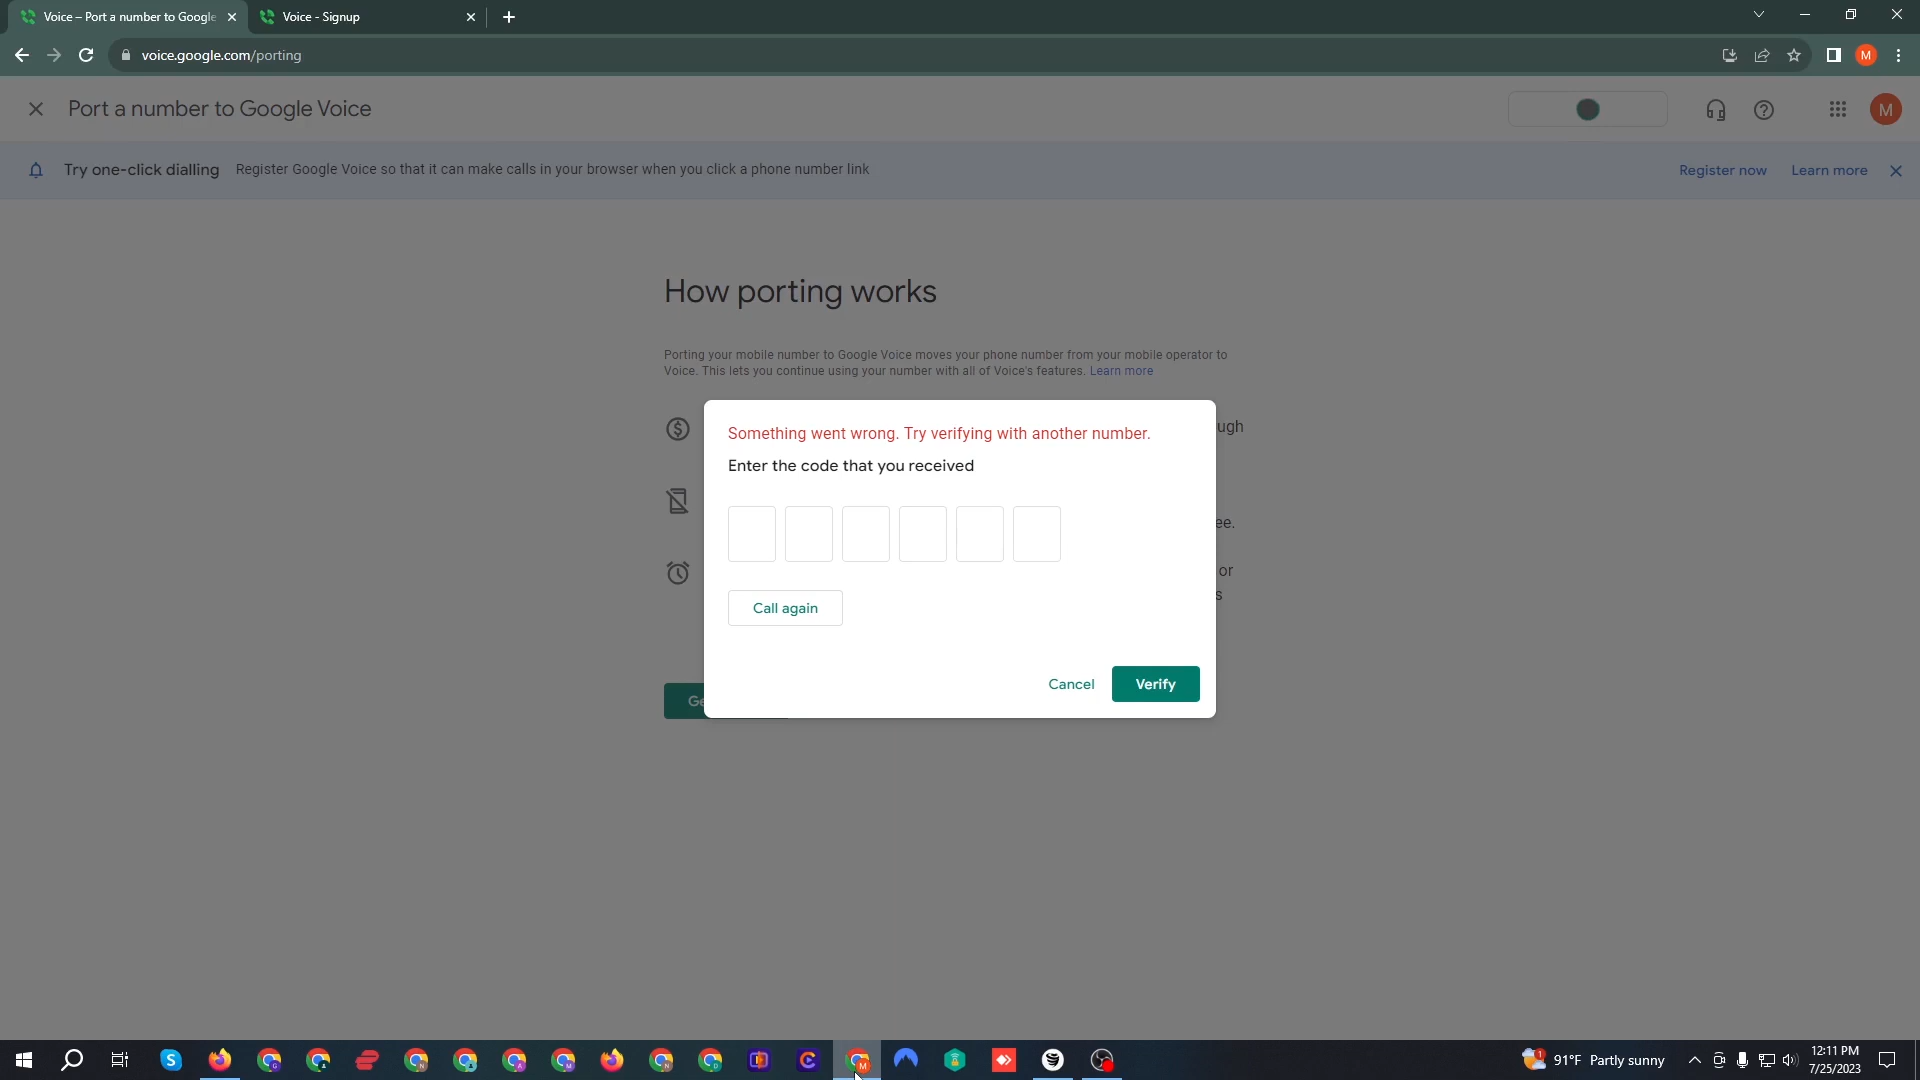 Voice – Port a number to Google
Voice - Signup
voice.google.com/porting
M
Port a number to Google Voice
M
Try one-click dialling
Register Google Voice so that it can make calls in your browser when you click a phone number link
Register now
Learn more
How porting works
Porting your mobile number to Google Voice moves your phone number from your mobile operator to
Voice. This lets you continue using your number with all of Voice's features. Learn more
ugh
Something went wrong. Try verifying with another number.
Enter the code that you received
ee.
or
s
Call again
Cancel
Verify
Ge
91°F Partly sunny
12:11 PM
7/25/2023